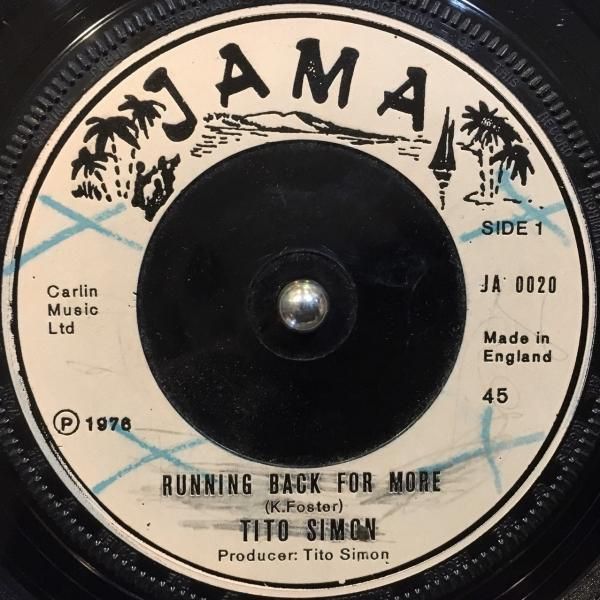 JAMA
SIDE 1
Carlin
Music
Ltd
JA 0020
Made in
England
45
Ⓟ 1976
RUNNING BACK FOR MORE
(K.Foster)
TITO SIMON
Producer: Tito Simon